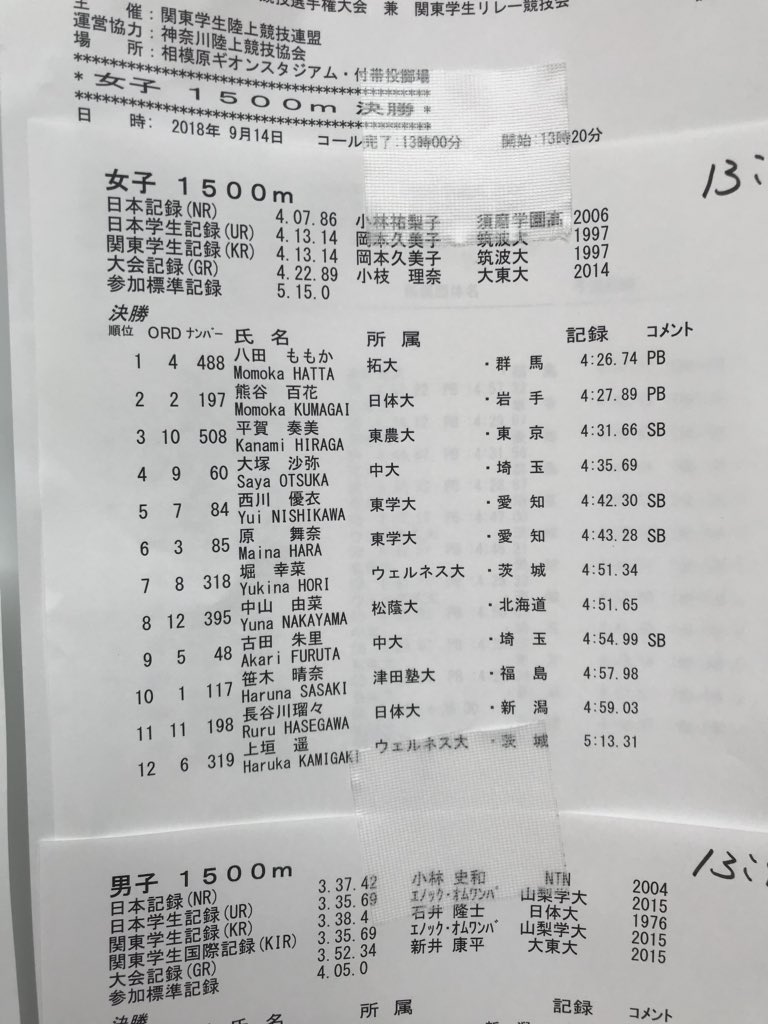 競技選手権大会 兼 関東学生リレー競技会
主 催:関東学生陸上競技連盟
運営協力:神奈川陸上競技協会
場 所:相模原ギオンスタジアム・付帯投擲場
* 女子 1500m 決勝 *
日 時: 2018年 9月14日 コール完了:13時00分 開始:13時20分
女子 1500m
日本記録(NR) 4.07.86 小林祐梨子 須磨学園高 2006
日本学生記録(UR) 4.13.14 岡本久美子 筑波大 1997
関東学生記録(KR) 4.13.14 岡本久美子 筑波大 1997
大会記録(GR) 4.22.89 小枝 理奈 大東大 2014
参加標準記録 5.15.0
決勝
順位 ORD ナンバー 氏 名 所 属 記録 コメント
1 4 488 八田 ももか 拓大 ・群 馬 4:26.74 PB
Momoka HATTA
2 2 197 熊谷 百花 日体大 ・岩 手 4:27.89 PB
Momoka KUMAGAI
3 10 508 平賀 奏美 東農大 ・東 京 4:31.66 SB
Kanami HIRAGA
4 9 60 大塚 沙弥 中大 ・埼 玉 4:35.69
Saya OTSUKA
5 7 84 西川 優衣 東学大 ・愛 知 4:42.30 SB
Yui NISHIKAWA
6 3 85 原 舞奈 東学大 ・愛 知 4:43.28 SB
Maina HARA
7 8 318 堀 幸菜 ウェルネス大 ・茨 城 4:51.34
Yukina HORI
8 12 395 中山 由菜 松蔭大 ・北海道 4:51.65
Yuna NAKAYAMA
9 5 48 古田 朱里 中大 ・埼 玉 4:54.99 SB
Akari FURUTA
10 1 117 笹木 晴奈 津田塾大 ・福 島 4:57.98
Haruna SASAKI
11 11 198 長谷川瑠々 日体大 ・新 潟 4:59.03
Ruru HASEGAWA
12 6 319 上垣 遥 ウェルネス大 ・茨 城 5:13.31
Haruka KAMIGAKI
男子 1500m
日本記録(NR) 3.37.42 小林 史和 NTN 2004
日本学生記録(UR) 3.35.69 エノック・オムワンバ 山梨学大 2015
関東学生記録(KR) 3.38.4 石井 隆士 日体大 1976
関東学生国際記録(KIR) 3.35.69 エノック・オムワンバ 山梨学大 2015
大会記録(GR) 3.52.34 新井 康平 大東大 2015
参加標準記録 4.05.0
決勝
氏 名 所 属 記録 コメント